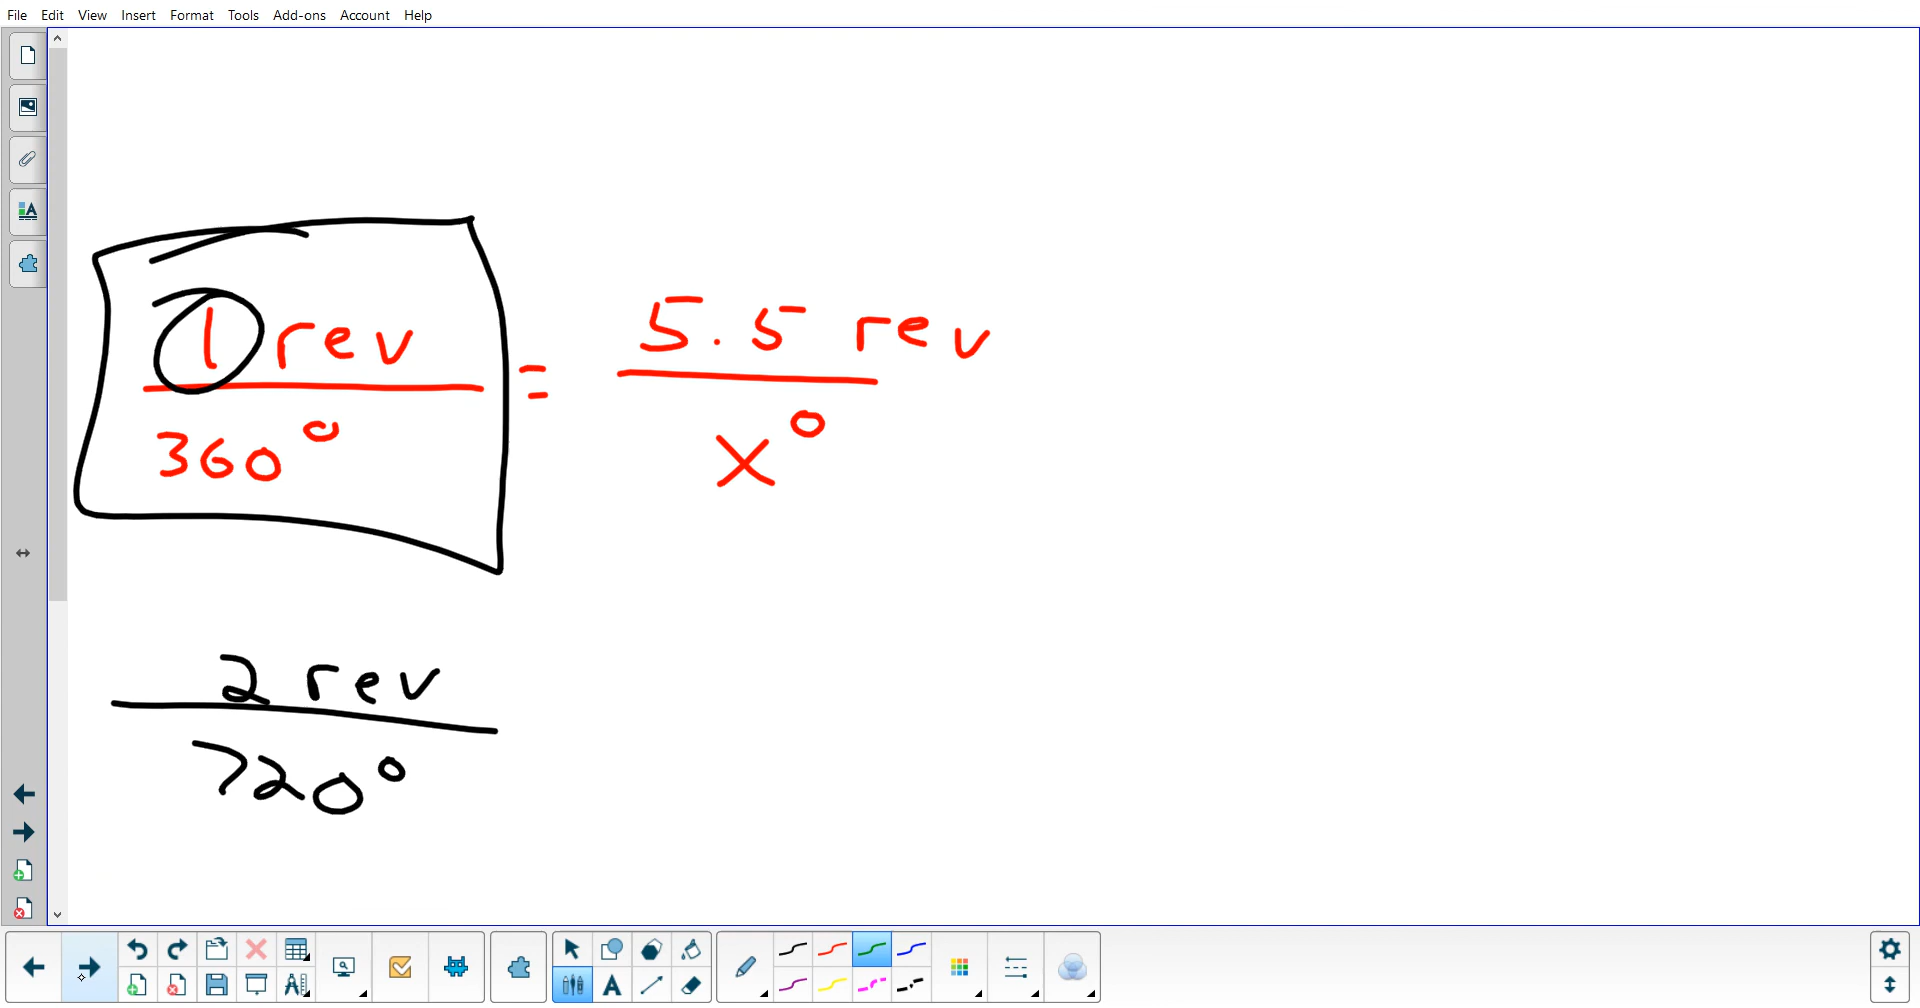 File Edit View Insert Format Tools Add-ons Account Help
1 rev = 5.5 rev
360° x°
2 rev
720°